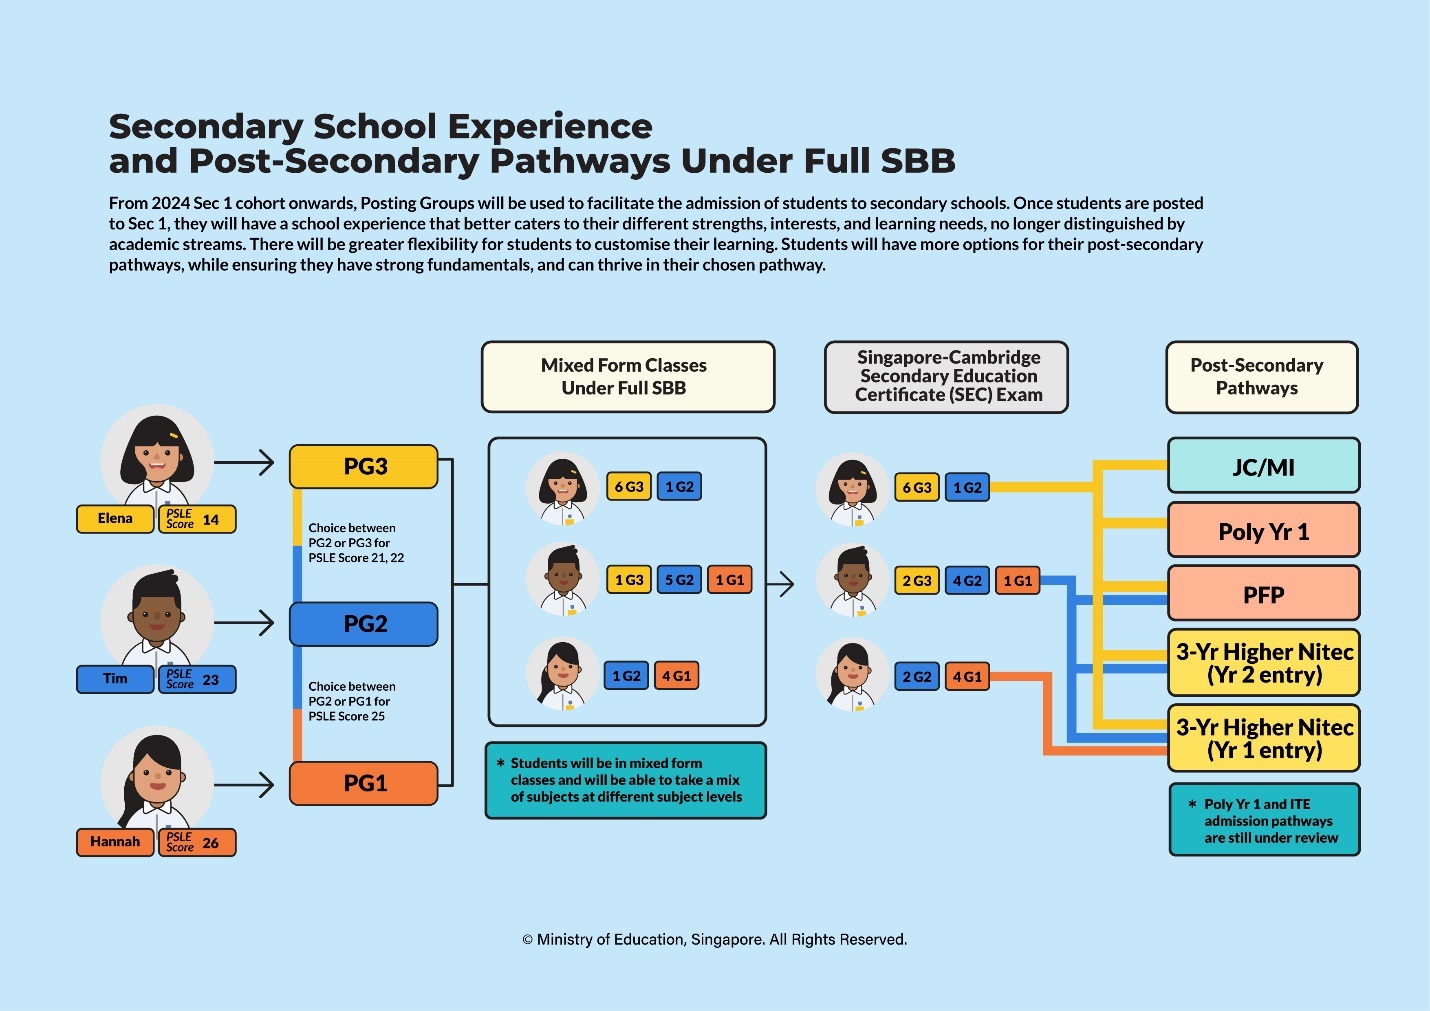 Secondary School Experience
and Post-Secondary Pathways Under Full SBB
From 2024 Sec 1 cohort onwards, Posting Groups will be used to facilitate the admission of students to secondary schools. Once students are posted
to Sec 1, they will have a school experience that better caters to their different strengths, interests, and learning needs, no longer distinguished by
academic streams. There will be greater flexibility for students to customise their learning. Students will have more options for their post-secondary
pathways, while ensuring they have strong fundamentals, and can thrive in their chosen pathway.
Elena
PSLE
Score 14
Tim
PSLE
Score 23
Hannah
PSLE
Score 26
PG3
Choice between
PG2 or PG3 for
PSLE Score 21, 22
PG2
Choice between
PG2 or PG1 for
PSLE Score 25
PG1
Mixed Form Classes
Under Full SBB
6 G3 1 G2
1 G3 5 G2 1 G1
1 G2 4 G1
* Students will be in mixed form
classes and will be able to take a mix
of subjects at different subject levels
Singapore-Cambridge
Secondary Education
Certificate (SEC) Exam
6 G3 1 G2
2 G3 4 G2 1 G1
2 G2 4 G1
Post-Secondary
Pathways
JC/MI
Poly Yr 1
PFP
3-Yr Higher Nitec
(Yr 2 entry)
3-Yr Higher Nitec
(Yr 1 entry)
* Poly Yr 1 and ITE
admission pathways
are still under review
© Ministry of Education, Singapore. All Rights Reserved.